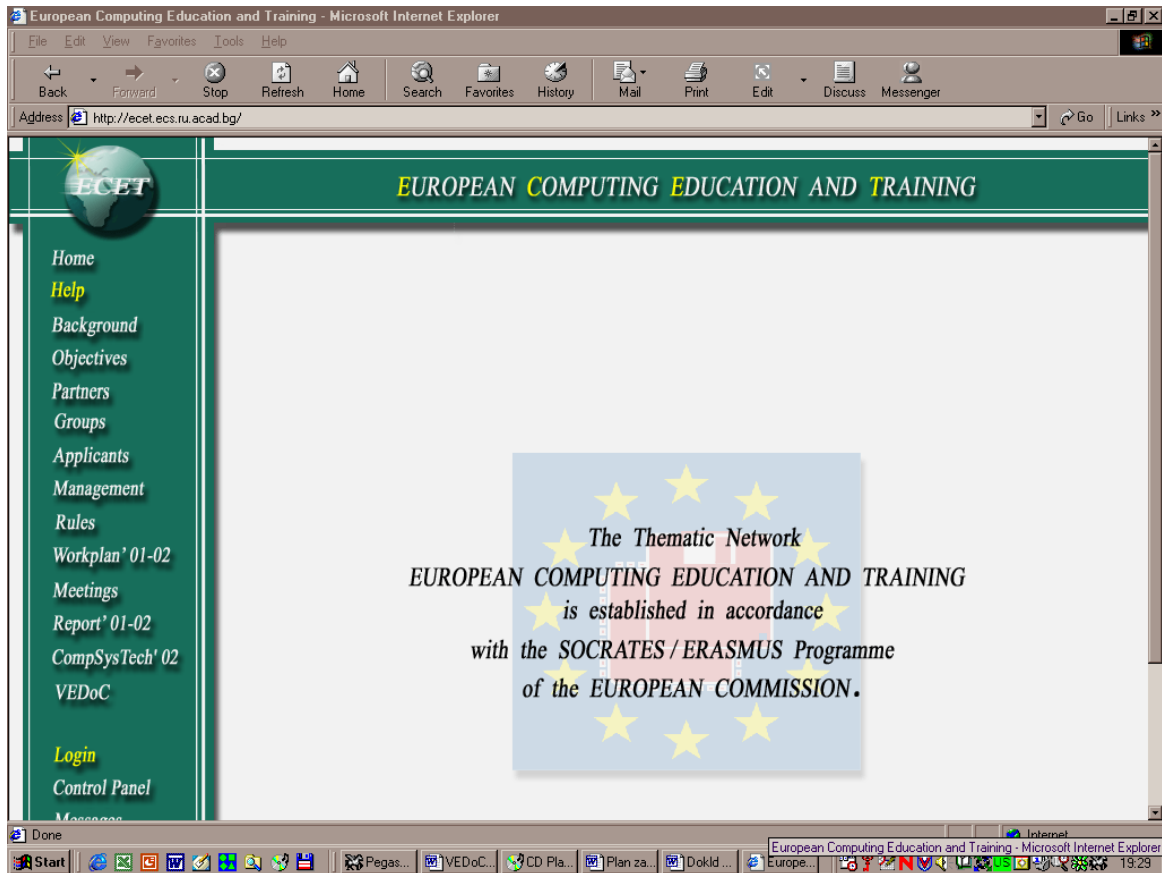 European Computing Education and Training - Microsoft Internet Explorer
File Edit View Favorites Tools Help
Back Forward Stop Refresh Home Search Favorites History Mail Print Edit Discuss Messenger
Address http://ecet.ecs.ru.acad.bg/ Go Links »
ECET
EUROPEAN COMPUTING EDUCATION AND TRAINING
Home
Help
Background
Objectives
Partners
Groups
Applicants
Management
Rules
Workplan' 01-02
Meetings
Report' 01-02
CompSysTech' 02
VEDoC
Login
Control Panel
Messages
The Thematic Network
EUROPEAN COMPUTING EDUCATION AND TRAINING
is established in accordance
with the SOCRATES / ERASMUS Programme
of the EUROPEAN COMMISSION.
Done Internet
European Computing Education and Training - Microsoft Internet Explorer
Start Pegas... VEDoC... CD Pla... Plan za... Dokld ... Europe... US 19:29